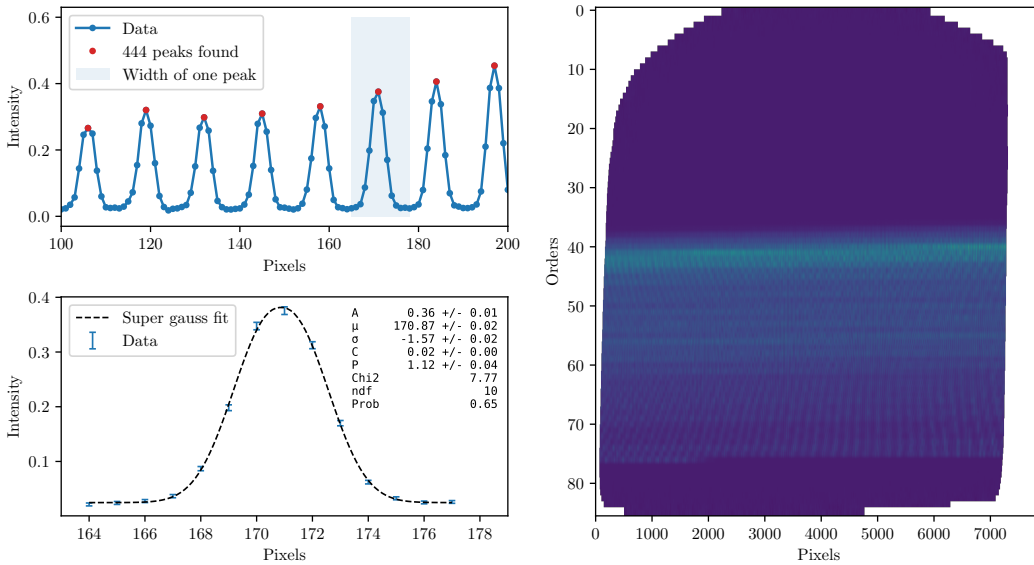 0.6
0.4
0.2
0.0
Intensity
Data
444 peaks found
Width of one peak
100 120 140 160 180 200
Pixels
0.4
0.3
0.2
0.1
Intensity
Super gauss fit
Data
A 0.36 +/- 0.01
μ 170.87 +/- 0.02
σ -1.57 +/- 0.02
C 0.02 +/- 0.00
P 1.12 +/- 0.04
Chi2 7.77
ndf 10
Prob 0.65
164 166 168 170 172 174 176 178
Pixels
0
10
20
30
40
50
60
70
80
Orders
0 1000 2000 3000 4000 5000 6000 7000
Pixels